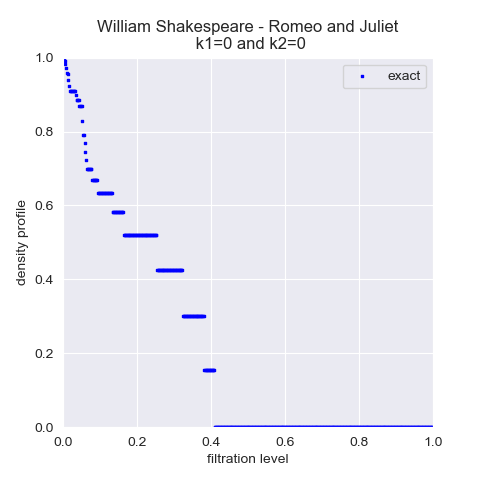 William Shakespeare - Romeo and Juliet
k1=0 and k2=0
exact
density profile
1.0
0.8
0.6
0.4
0.2
0.0
0.0 0.2 0.4 0.6 0.8 1.0
filtration level